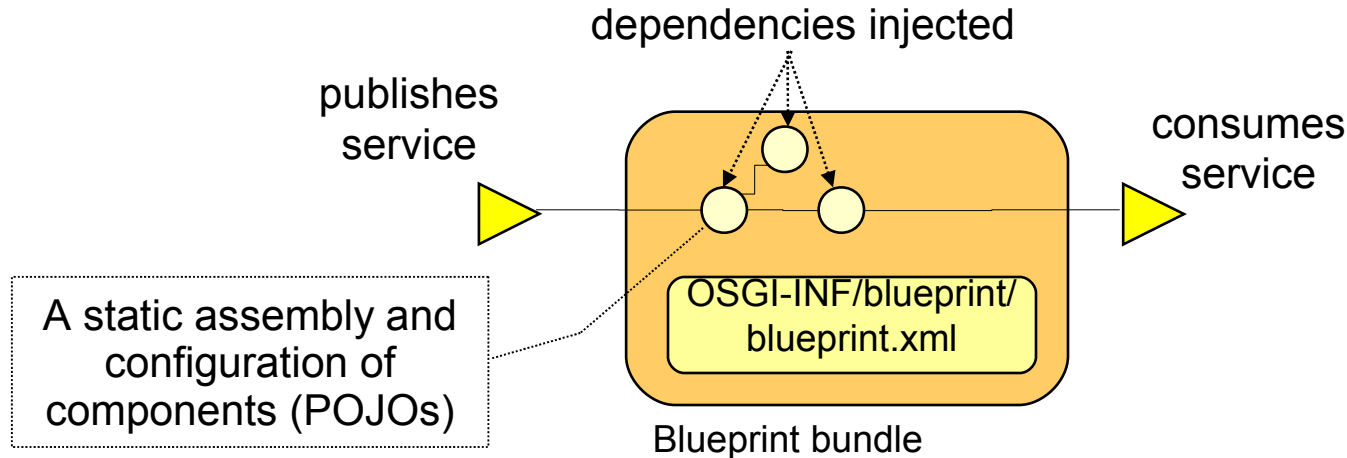 dependencies injected
publishes
service
consumes
service
OSGI-INF/blueprint/
blueprint.xml
A static assembly and
configuration of
components (POJOs)
Blueprint bundle